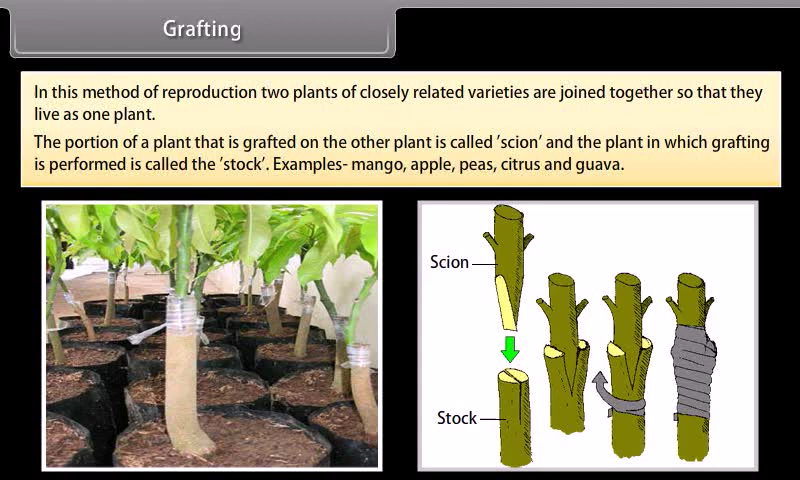 Grafting
In this method of reproduction two plants of closely related varieties are joined together so that they
live as one plant.
The portion of a plant that is grafted on the other plant is called 'scion' and the plant in which grafting
is performed is called the 'stock'. Examples- mango, apple, peas, citrus and guava.
Scion
Stock